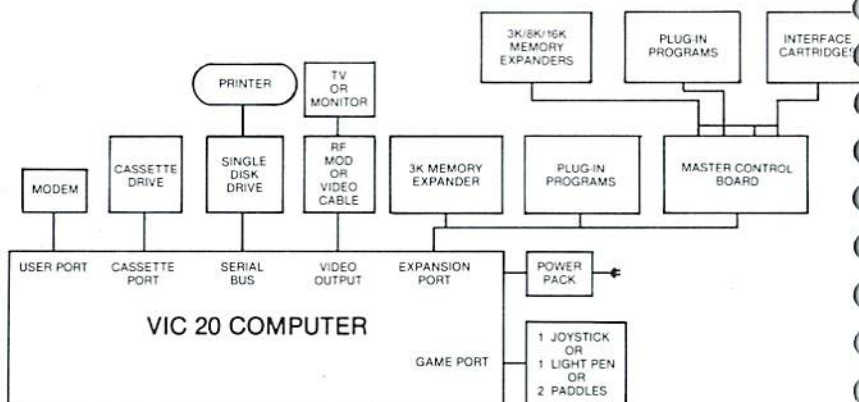 3K/8K/16K
MEMORY
EXPANDERS
PLUG-IN
PROGRAMS
INTERFACE
CARTRIDGES
PRINTER
TV
OR
MONITOR
MODEM
CASSETTE
DRIVE
SINGLE
DISK
DRIVE
RF
MOD
OR
VIDEO
CABLE
3K MEMORY
EXPANDER
PLUG-IN
PROGRAMS
MASTER CONTROL
BOARD
USER PORT
CASSETTE
PORT
SERIAL
BUS
VIDEO
OUTPUT
EXPANSION
PORT
POWER
PACK
VIC 20 COMPUTER
GAME PORT
1 JOYSTICK
OR
1 LIGHT PEN
OR
2 PADDLES